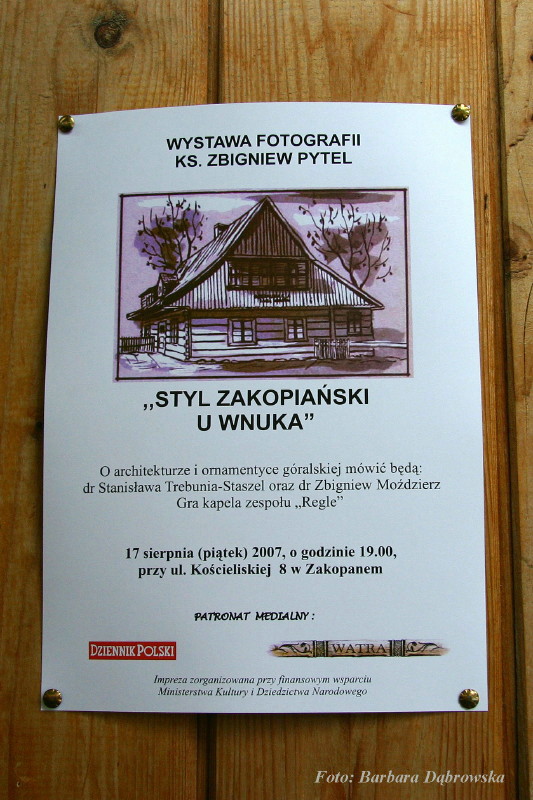 WYSTAWA FOTOGRAFII
KS. ZBIGNIEW PYTEL
,,STYL ZAKOPIAŃSKI
U WNUKA”
O architekturze i ornamentyce góralskiej mówić będą:
dr Stanisława Trebunia-Staszel oraz dr Zbigniew Moździerz
Gra kapela zespołu „Regle”
17 sierpnia (piątek) 2007, o godzinie 19.00,
przy ul. Kościeliskiej 8 w Zakopanem
PATRONAT MEDIALNY :
DZIENNIK POLSKI
WATRA
Impreza zorganizowana przy finansowym wsparciu
Ministerstwa Kultury i Dziedzictwa Narodowego
Foto: Barbara Dąbrowska